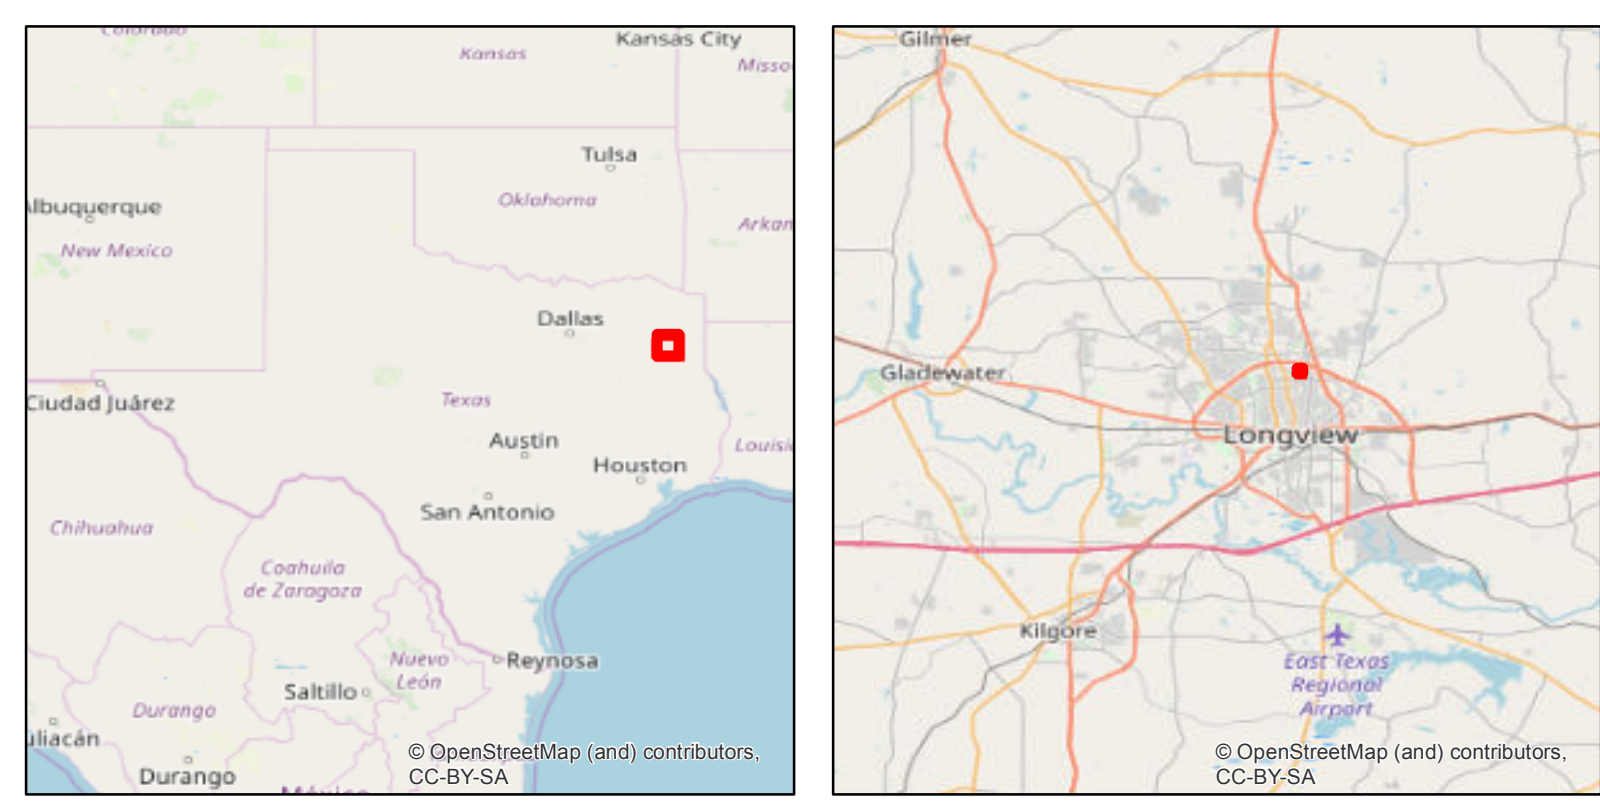 Colorado
Kansas City
Kansas
Misso
Tulsa
Oklahoma
Albuquerque
New Mexico
Arkan
Dallas
Ciudad Juárez
Texas
Austin
Houston
Louisi
San Antonio
Chihuahua
Coahuila
de Zaragoza
Nuevo
León
Reynosa
Saltillo
Durango
uliacán
Durango
México
© OpenStreetMap (and) contributors,
CC-BY-SA
Gilmer
Gladewater
Longview
Kilgore
East Texas
Regional
Airport
© OpenStreetMap (and) contributors,
CC-BY-SA